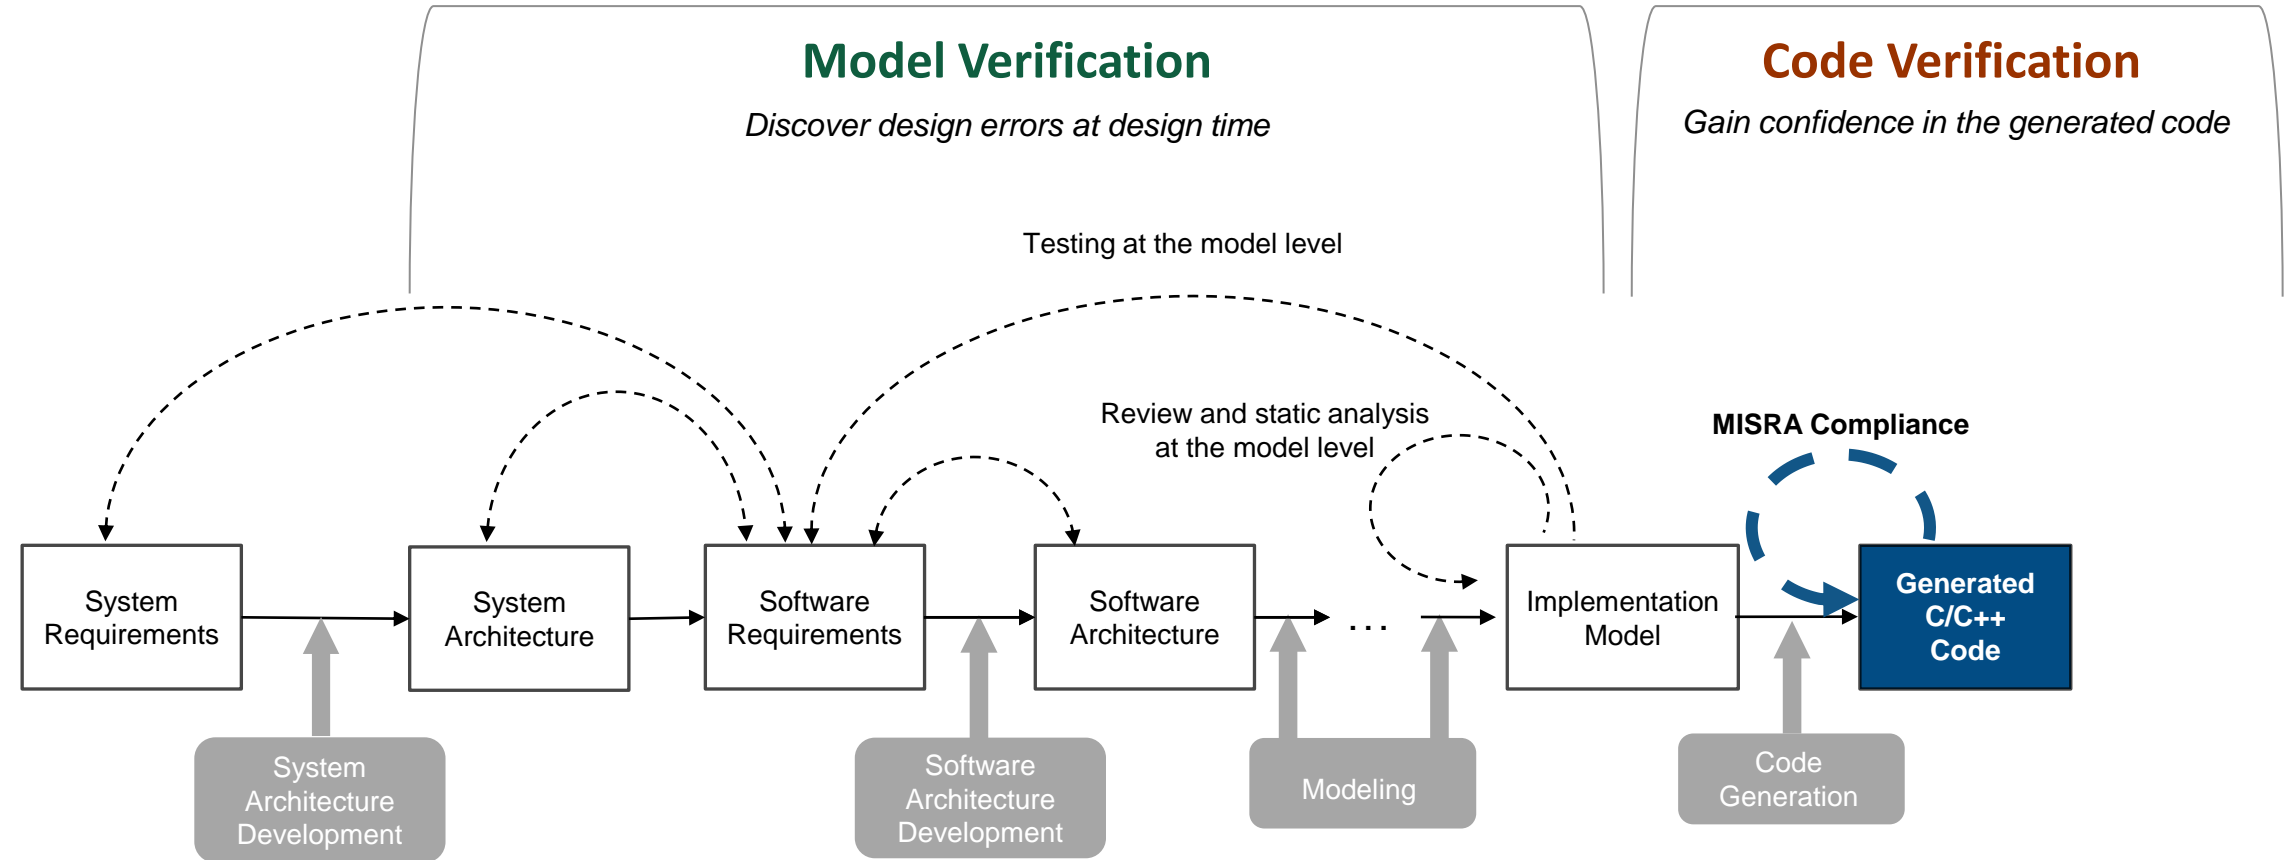 Model Verification
Discover design errors at design time
Code Verification
Gain confidence in the generated code
Testing at the model level
Review and static analysis
at the model level
MISRA Compliance
System
Requirements
System
Architecture
Software
Requirements
Software
Architecture
...
Implementation
Model
Generated
C/C++
Code
System
Architecture
Development
Software
Architecture
Development
Modeling
Code
Generation